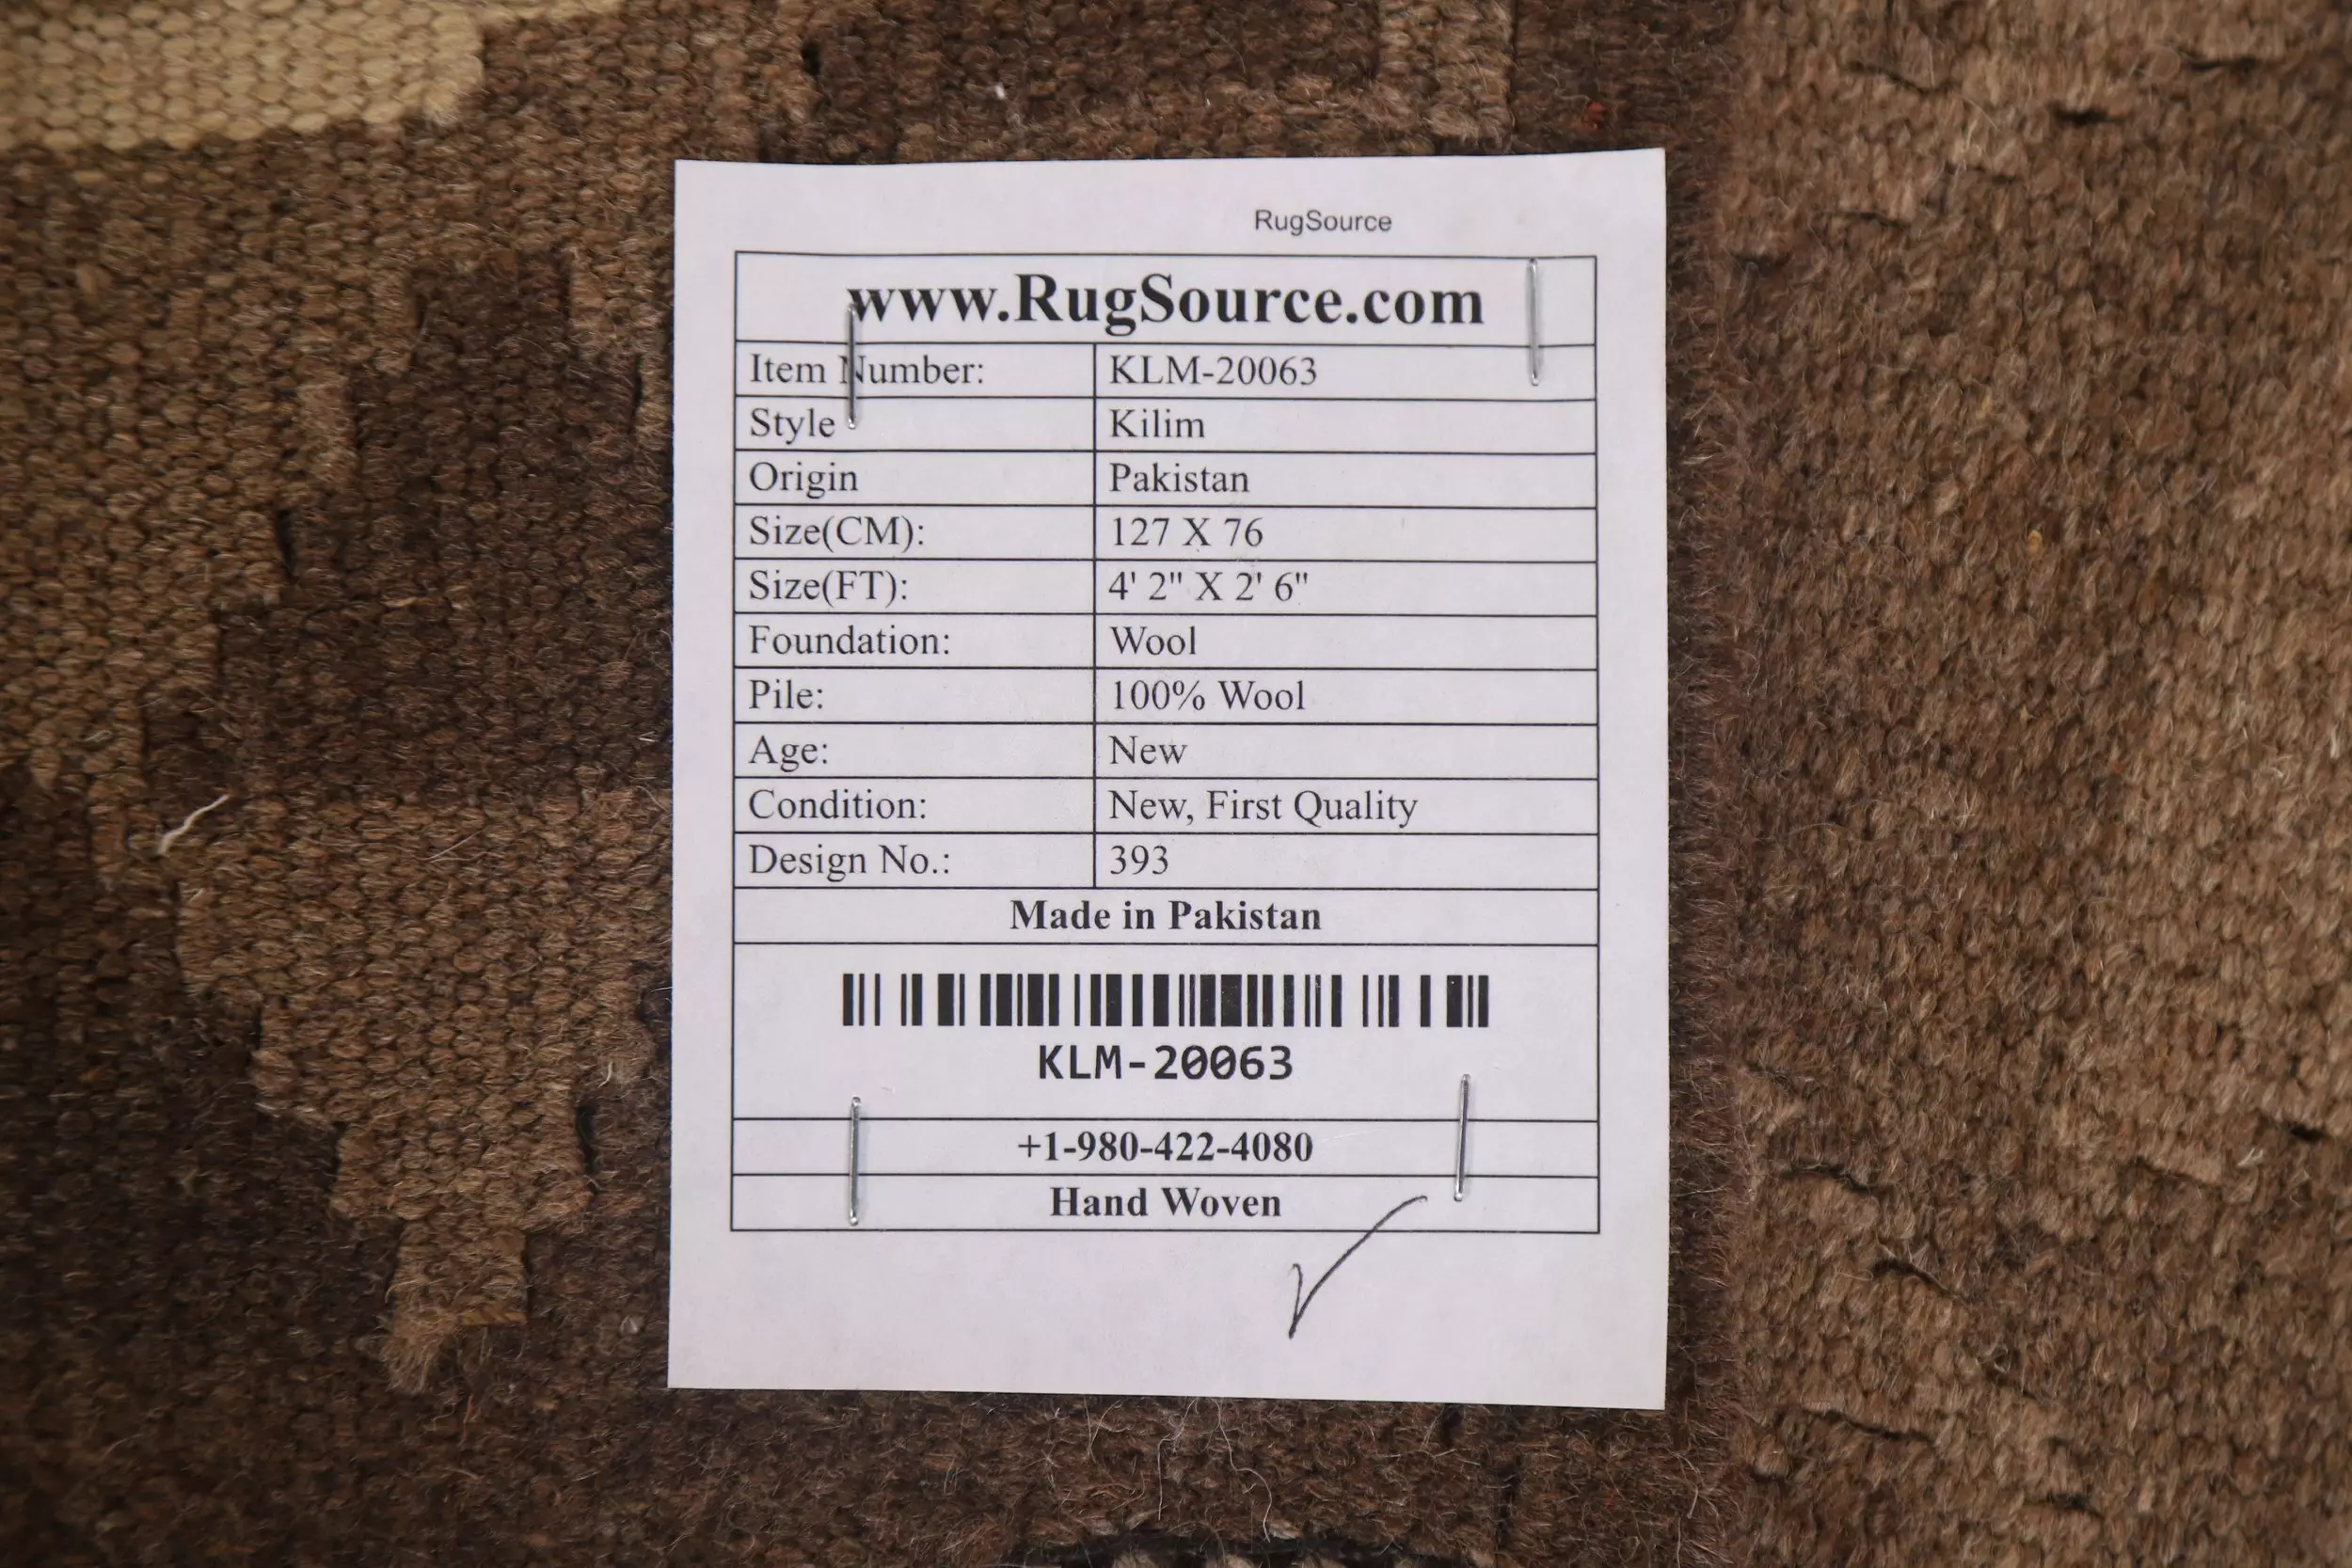 RugSource
www.RugSource.com
Item Number: KLM-20063
Style Kilim
Origin Pakistan
Size(CM): 127 X 76
Size(FT): 4' 2" X 2' 6"
Foundation: Wool
Pile: 100% Wool
Age: New
Condition: New, First Quality
Design No.: 393
Made in Pakistan
KLM-20063
+1-980-422-4080
Hand Woven